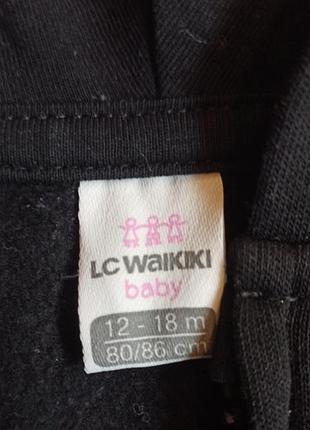 LC WAIKIKI
baby
12 - 18 m
80/86 cm